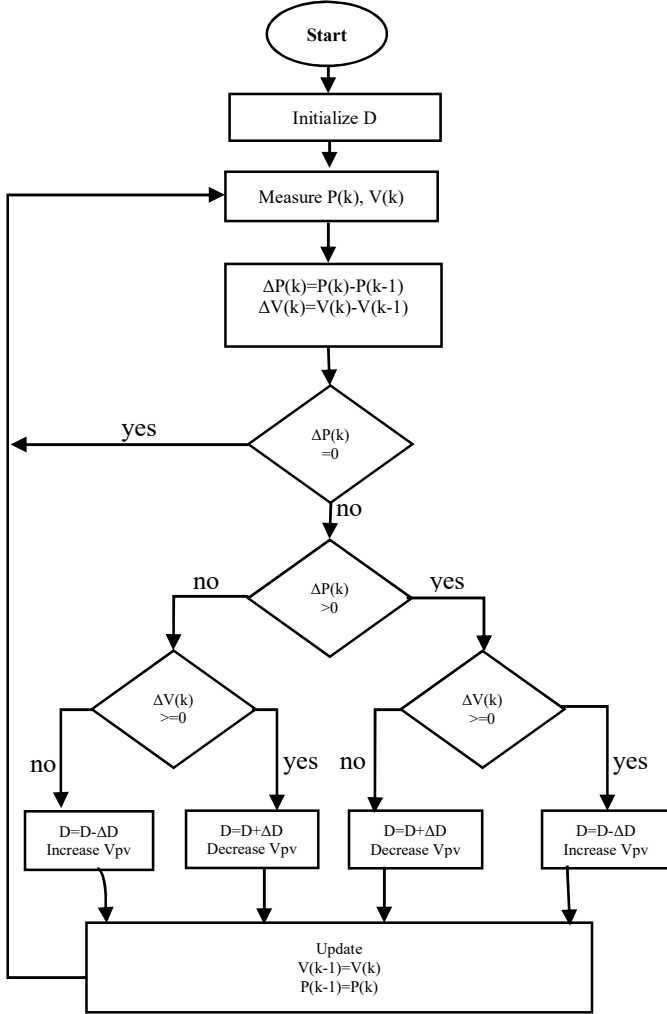 Start
Initialize D
Measure P(k), V(k)
ΔP(k)=P(k)-P(k-1)
ΔV(k)=V(k)-V(k-1)
yes
ΔP(k)
=0
no
no
ΔP(k)
>0
yes
ΔV(k)
>=0
ΔV(k)
>=0
no
yes
no
yes
D=D-ΔD
Increase Vpv
D=D+ΔD
Decrease Vpv
D=D+ΔD
Decrease Vpv
D=D-ΔD
Increase Vpv
Update
V(k-1)=V(k)
P(k-1)=P(k)